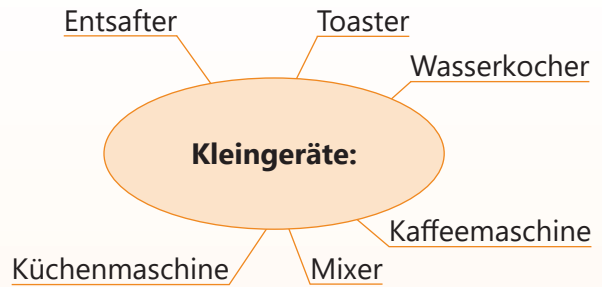 Entsafter
Toaster
Wasserkocher
Kleingeräte:
Kaffeemaschine
Küchenmaschine
Mixer